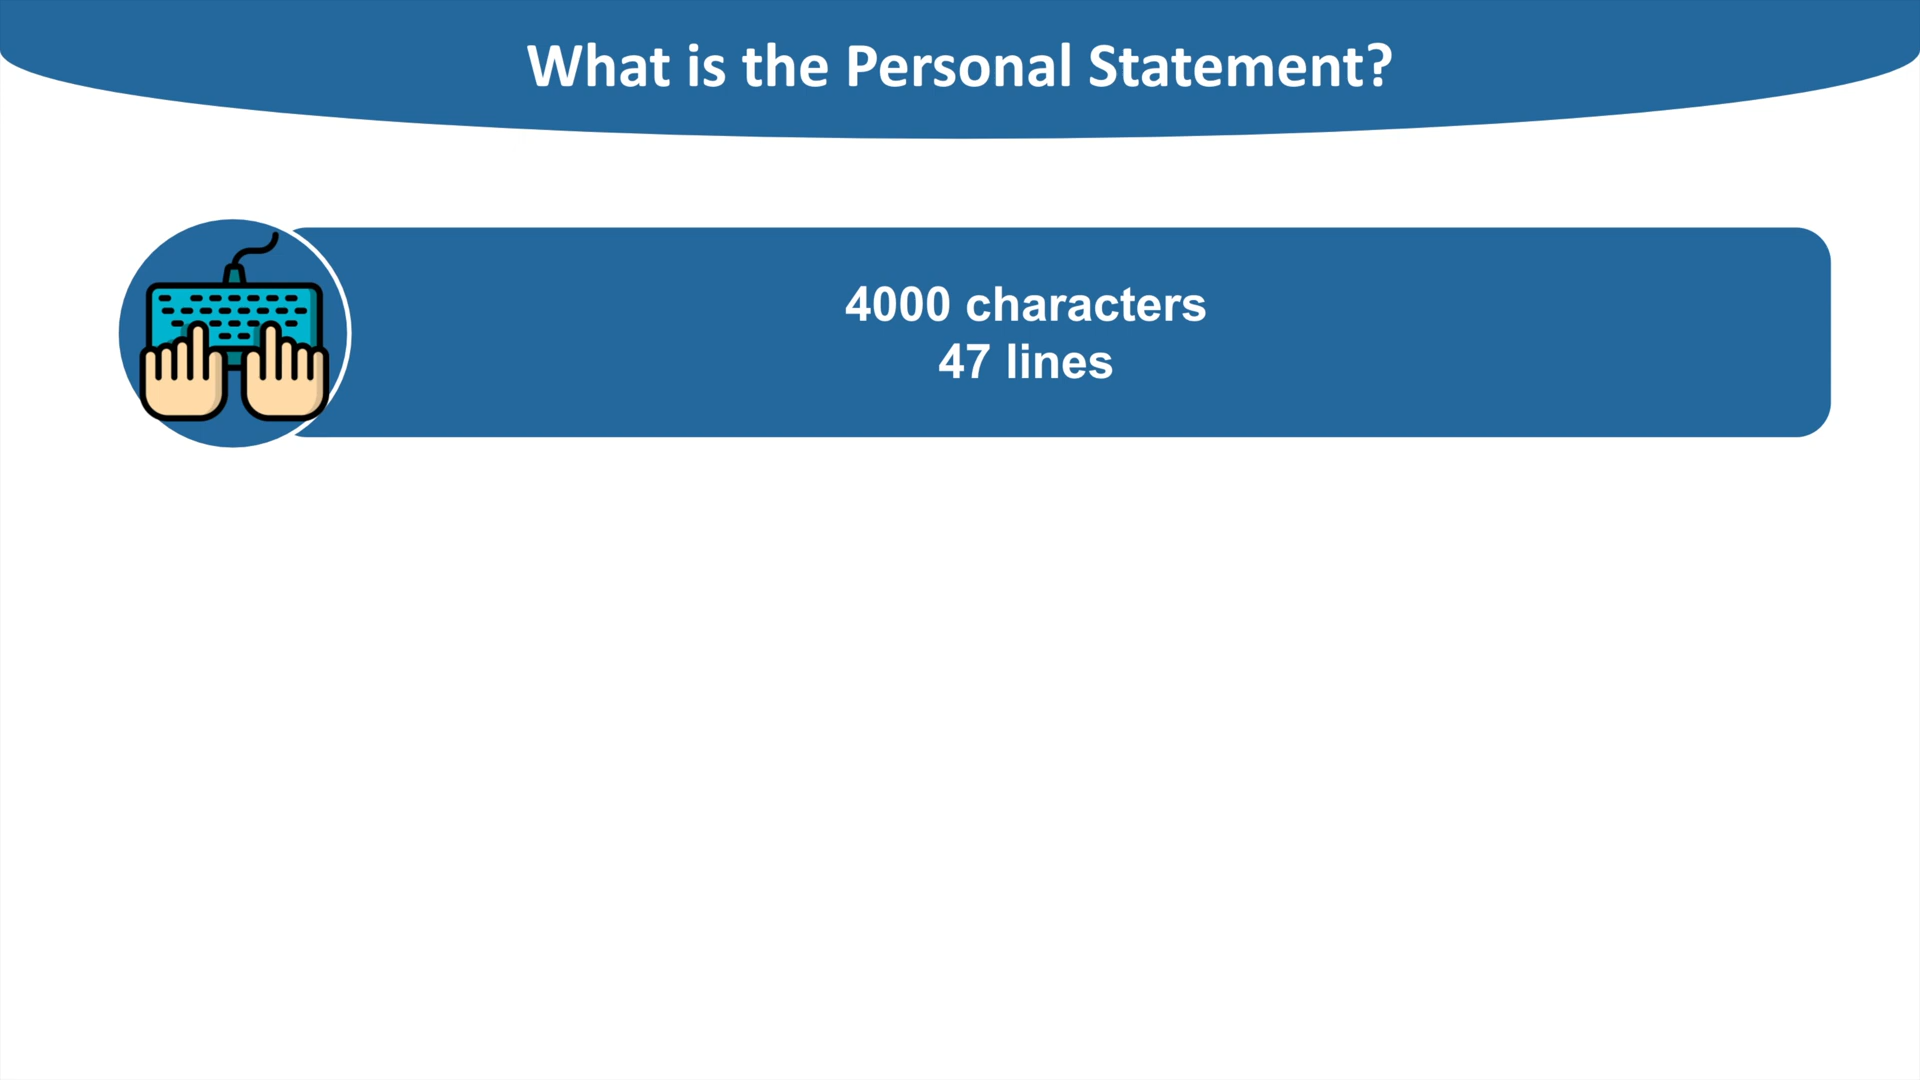 What is the Personal Statement?
4000 characters
47 lines